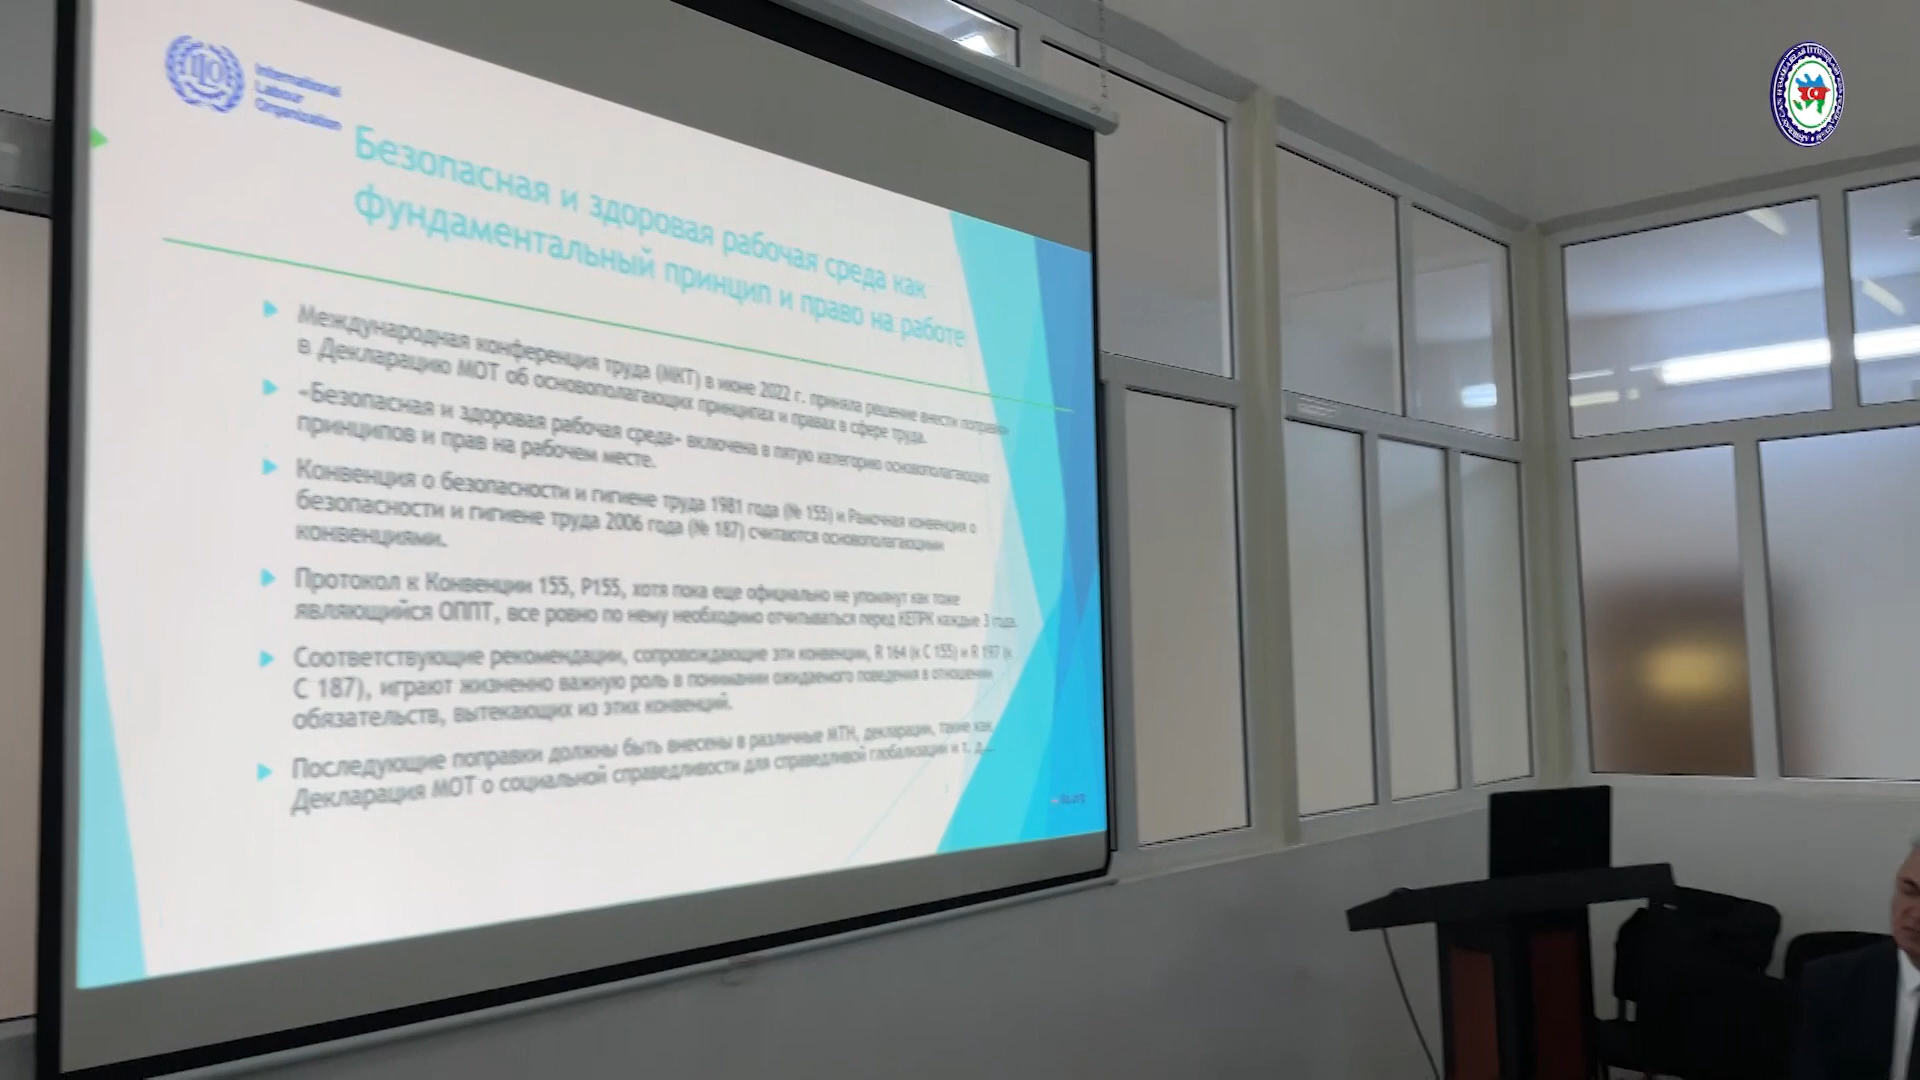 International
Labour
Organization
Безопасная и здоровая рабочая среда как
фундаментальный принцип и право на работе
Международная конференция труда (МКТ) в июне 2022 г. приняла решение внести поправки
в Декларацию МОТ об основополагающих принципах и правах в сфере труда.
«Безопасная и здоровая рабочая среда» включена в пятую категорию основополагающих
принципов и прав на рабочем месте.
Конвенция о безопасности и гигиене труда 1981 года (№ 155) и Рамочная конвенция о
безопасности и гигиене труда 2006 года (№ 187) считаются основополагающими
конвенциями.
Протокол к Конвенции 155, P155, хотя пока еще официально не упомянут как тоже
являющийся ОППТ, все ровно по нему необходимо отчитываться перед КЕПРК каждые 3 года.
Соответствующие рекомендации, сопровождающие эти конвенции, R 164 (к C 155) и R 197 (к
C 187), играют жизненно важную роль в понимании ожидаемого поведения в отношении
обязательств, вытекающих из этих конвенций.
Последующие поправки должны быть внесены в различные МТН, декларации, такие как,
Декларация МОТ о социальной справедливости для справедливой глобализации и т. д...
ilo.org